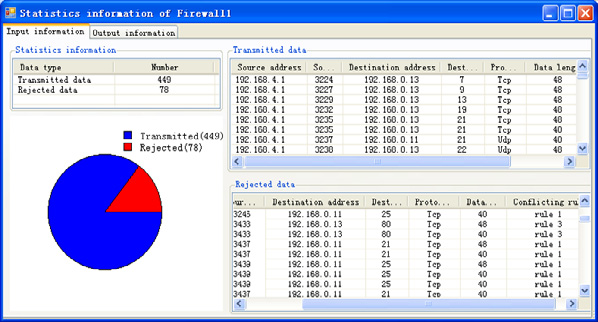 Statistics information of Firewall1
Input information Output information
Statistics information
Data type Number
Transmitted data 449
Rejected data 78
Transmitted(449)
Rejected(78)
Transmitted data
Source address So... Destination address Dest... Pro... Data leng
192.168.4.1 3224 192.168.0.13 7 Tcp 48
192.168.4.1 3227 192.168.0.13 9 Tcp 48
192.168.4.1 3229 192.168.0.13 13 Tcp 48
192.168.4.1 3232 192.168.0.13 19 Tcp 48
192.168.4.1 3235 192.168.0.13 21 Tcp 48
192.168.4.1 3235 192.168.0.13 21 Tcp 40
192.168.4.1 3237 192.168.0.11 21 Udp 48
192.168.4.1 3238 192.168.0.13 22 Udp 48
Rejected data
our... Destination address Dest... Proto... Data... Conflicting ru
3245 192.168.0.11 25 Tcp 40 rule 1
3433 192.168.0.13 80 Tcp 48 rule 3
3433 192.168.0.13 80 Tcp 40 rule 3
3437 192.168.0.11 21 Tcp 48 rule 1
3437 192.168.0.11 21 Tcp 40 rule 1
3439 192.168.0.11 25 Tcp 48 rule 1
3439 192.168.0.11 25 Tcp 40 rule 1
3437 192.168.0.11 21 Tcp 40 rule 1